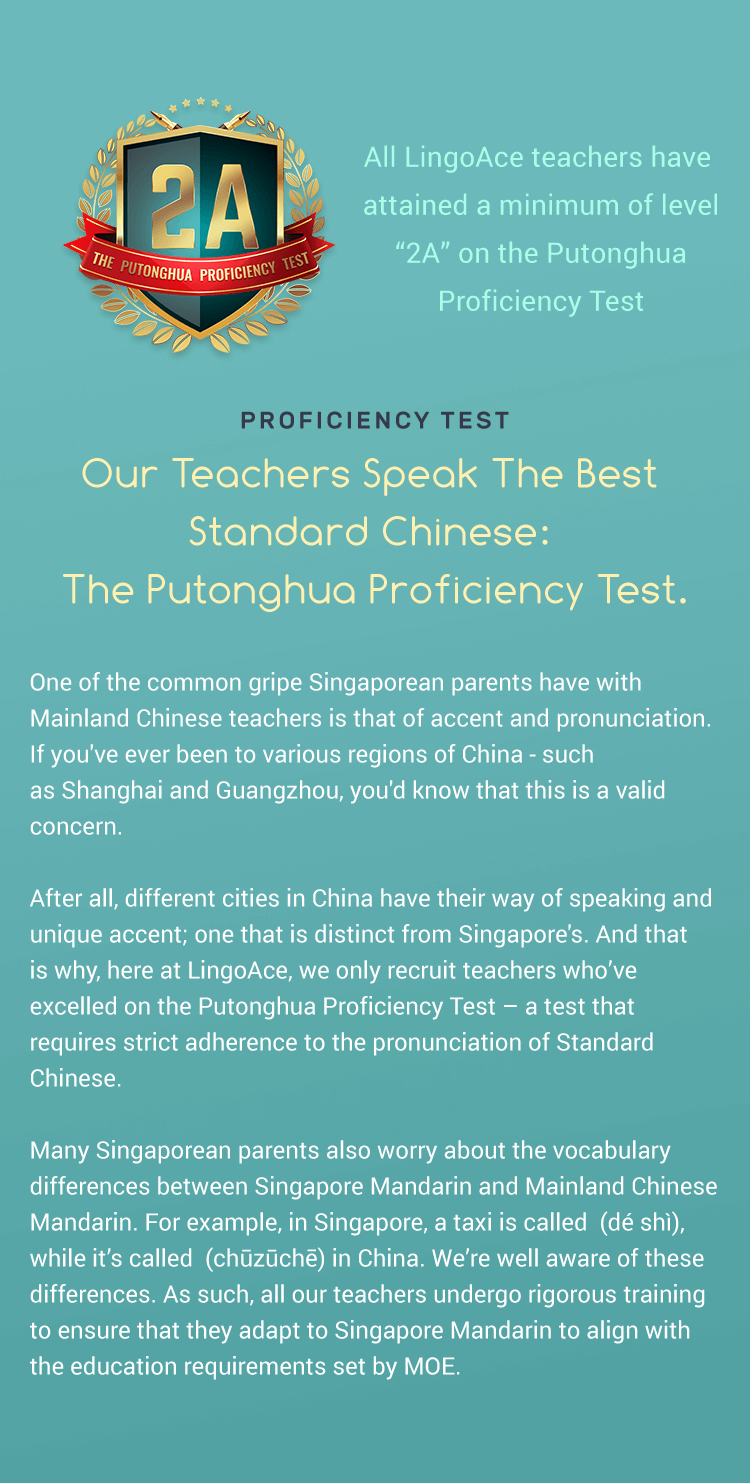 2A
THE PUTONGHUA PROFICIENCY TEST
All LingoAce teachers have
attained a minimum of level
“2A” on the Putonghua
Proficiency Test
PROFICIENCY TEST
Our Teachers Speak The Best
Standard Chinese:
The Putonghua Proficiency Test.
One of the common gripe Singaporean parents have with
Mainland Chinese teachers is that of accent and pronunciation.
If you've ever been to various regions of China - such
as Shanghai and Guangzhou, you'd know that this is a valid
concern.
After all, different cities in China have their way of speaking and
unique accent; one that is distinct from Singapore's. And that
is why, here at LingoAce, we only recruit teachers who’ve
excelled on the Putonghua Proficiency Test – a test that
requires strict adherence to the pronunciation of Standard
Chinese.
Many Singaporean parents also worry about the vocabulary
differences between Singapore Mandarin and Mainland Chinese
Mandarin. For example, in Singapore, a taxi is called  (dé shì),
while it’s called  (chūzūchē) in China. We’re well aware of these
differences. As such, all our teachers undergo rigorous training
to ensure that they adapt to Singapore Mandarin to align with
the education requirements set by MOE.